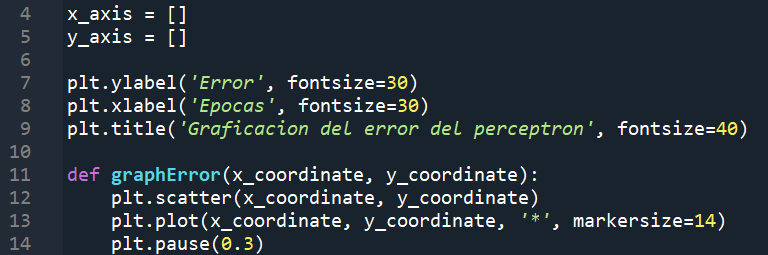 4 x_axis = []
5 y_axis = []
6
7 plt.ylabel('Error', fontsize=30)
8 plt.xlabel('Epocas', fontsize=30)
9 plt.title('Graficacion del error del perceptron', fontsize=40)
10
11 def graphError(x_coordinate, y_coordinate):
12     plt.scatter(x_coordinate, y_coordinate)
13     plt.plot(x_coordinate, y_coordinate, '*', markersize=14)
14     plt.pause(0.3)